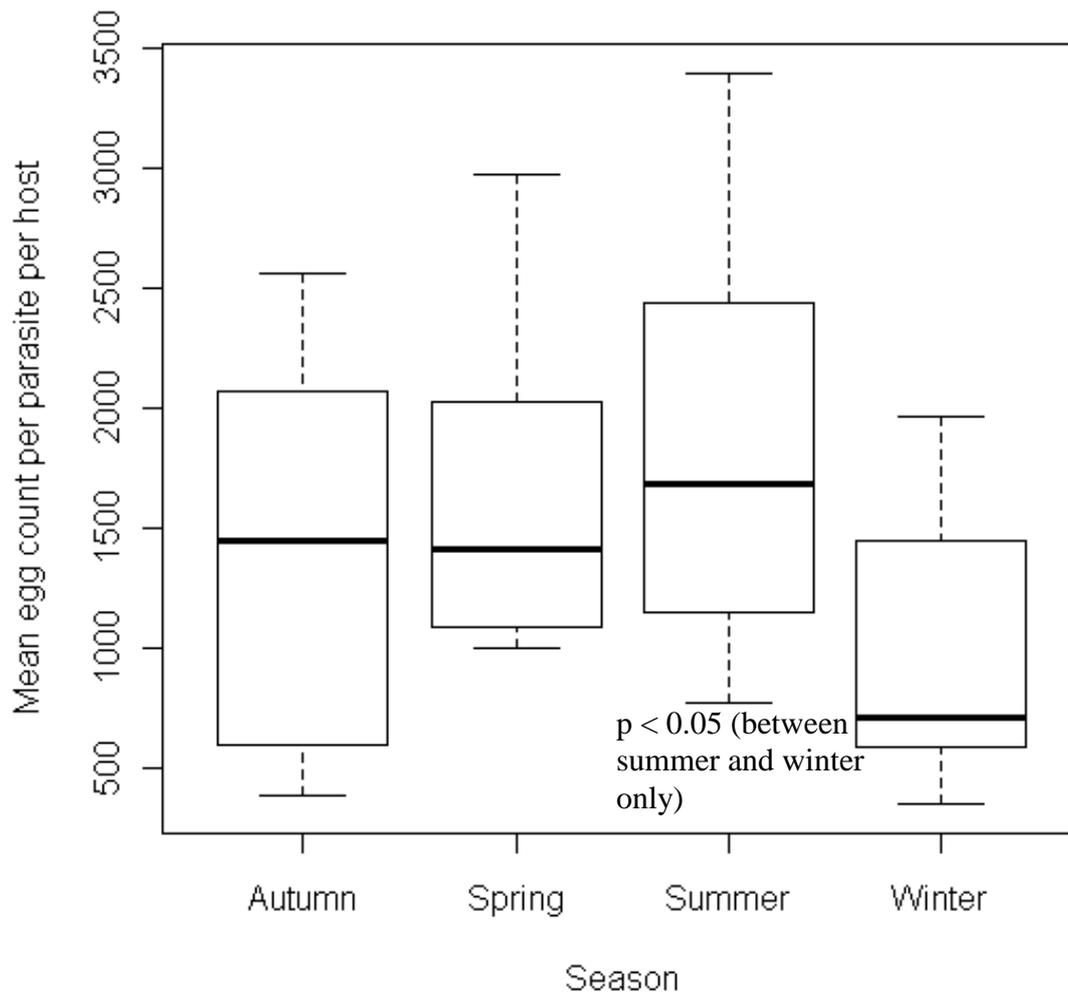 Mean egg count per parasite per host
3500
3000
2500
2000
1500
1000
500
p < 0.05 (between
summer and winter
only)
Autumn Spring Summer Winter
Season